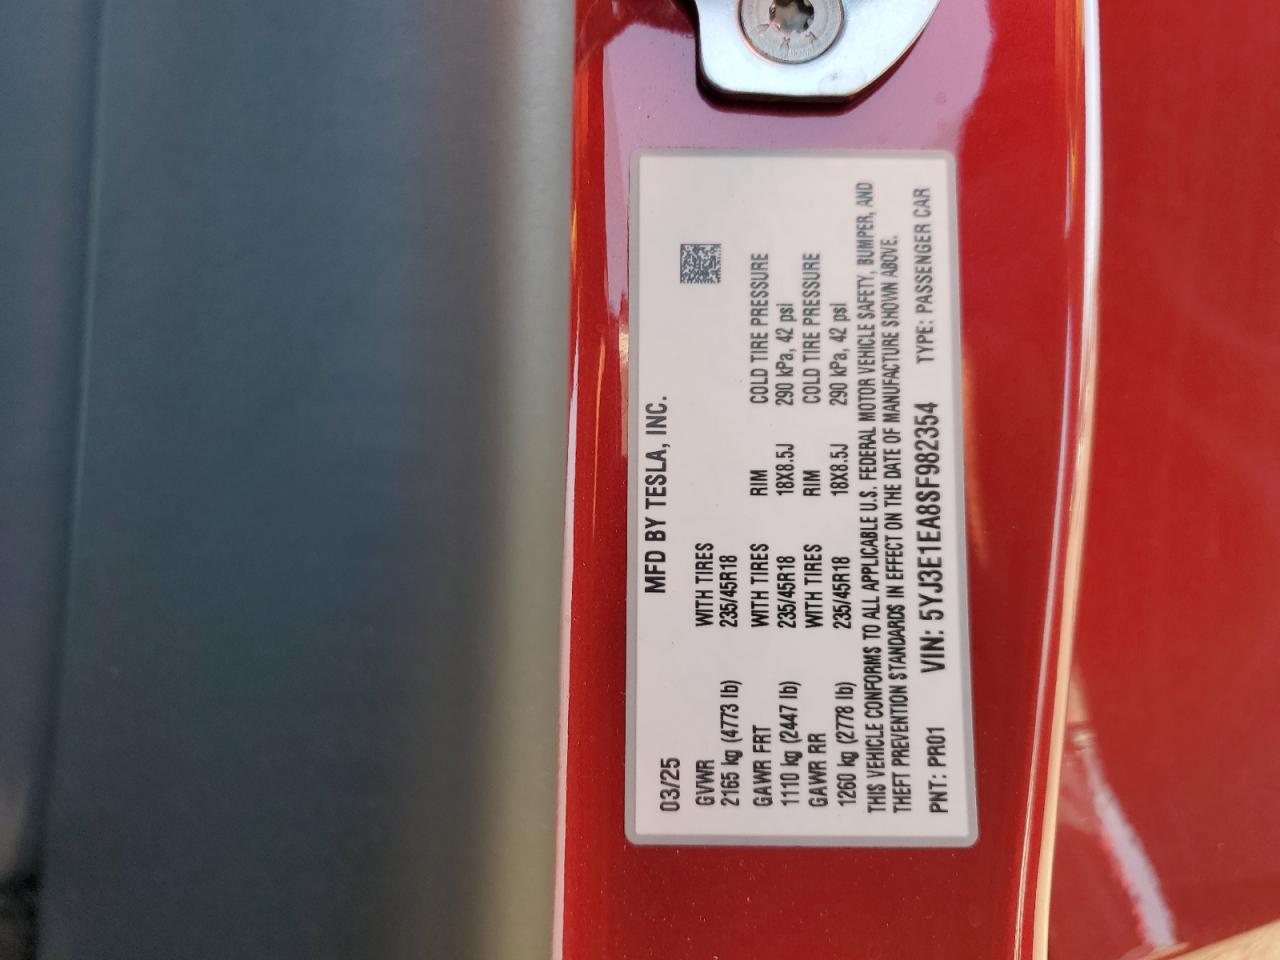 03/25 MFD BY TESLA, INC.
GVWR WITH TIRES
2165 kg (4773 lb) 235/45R18
GAWR FRT WITH TIRES RIM COLD TIRE PRESSURE
1110 kg (2447 lb) 235/45R18 18X8.5J 290 kPa, 42 psi
GAWR RR WITH TIRES RIM COLD TIRE PRESSURE
1260 kg (2778 lb) 235/45R18 18X8.5J 290 kPa, 42 psi
THIS VEHICLE CONFORMS TO ALL APPLICABLE U.S. FEDERAL MOTOR VEHICLE SAFETY, BUMPER, AND
THEFT PREVENTION STANDARDS IN EFFECT ON THE DATE OF MANUFACTURE SHOWN ABOVE.
PNT: PR01 VIN: 5YJ3E1EA8SF982354 TYPE: PASSENGER CAR